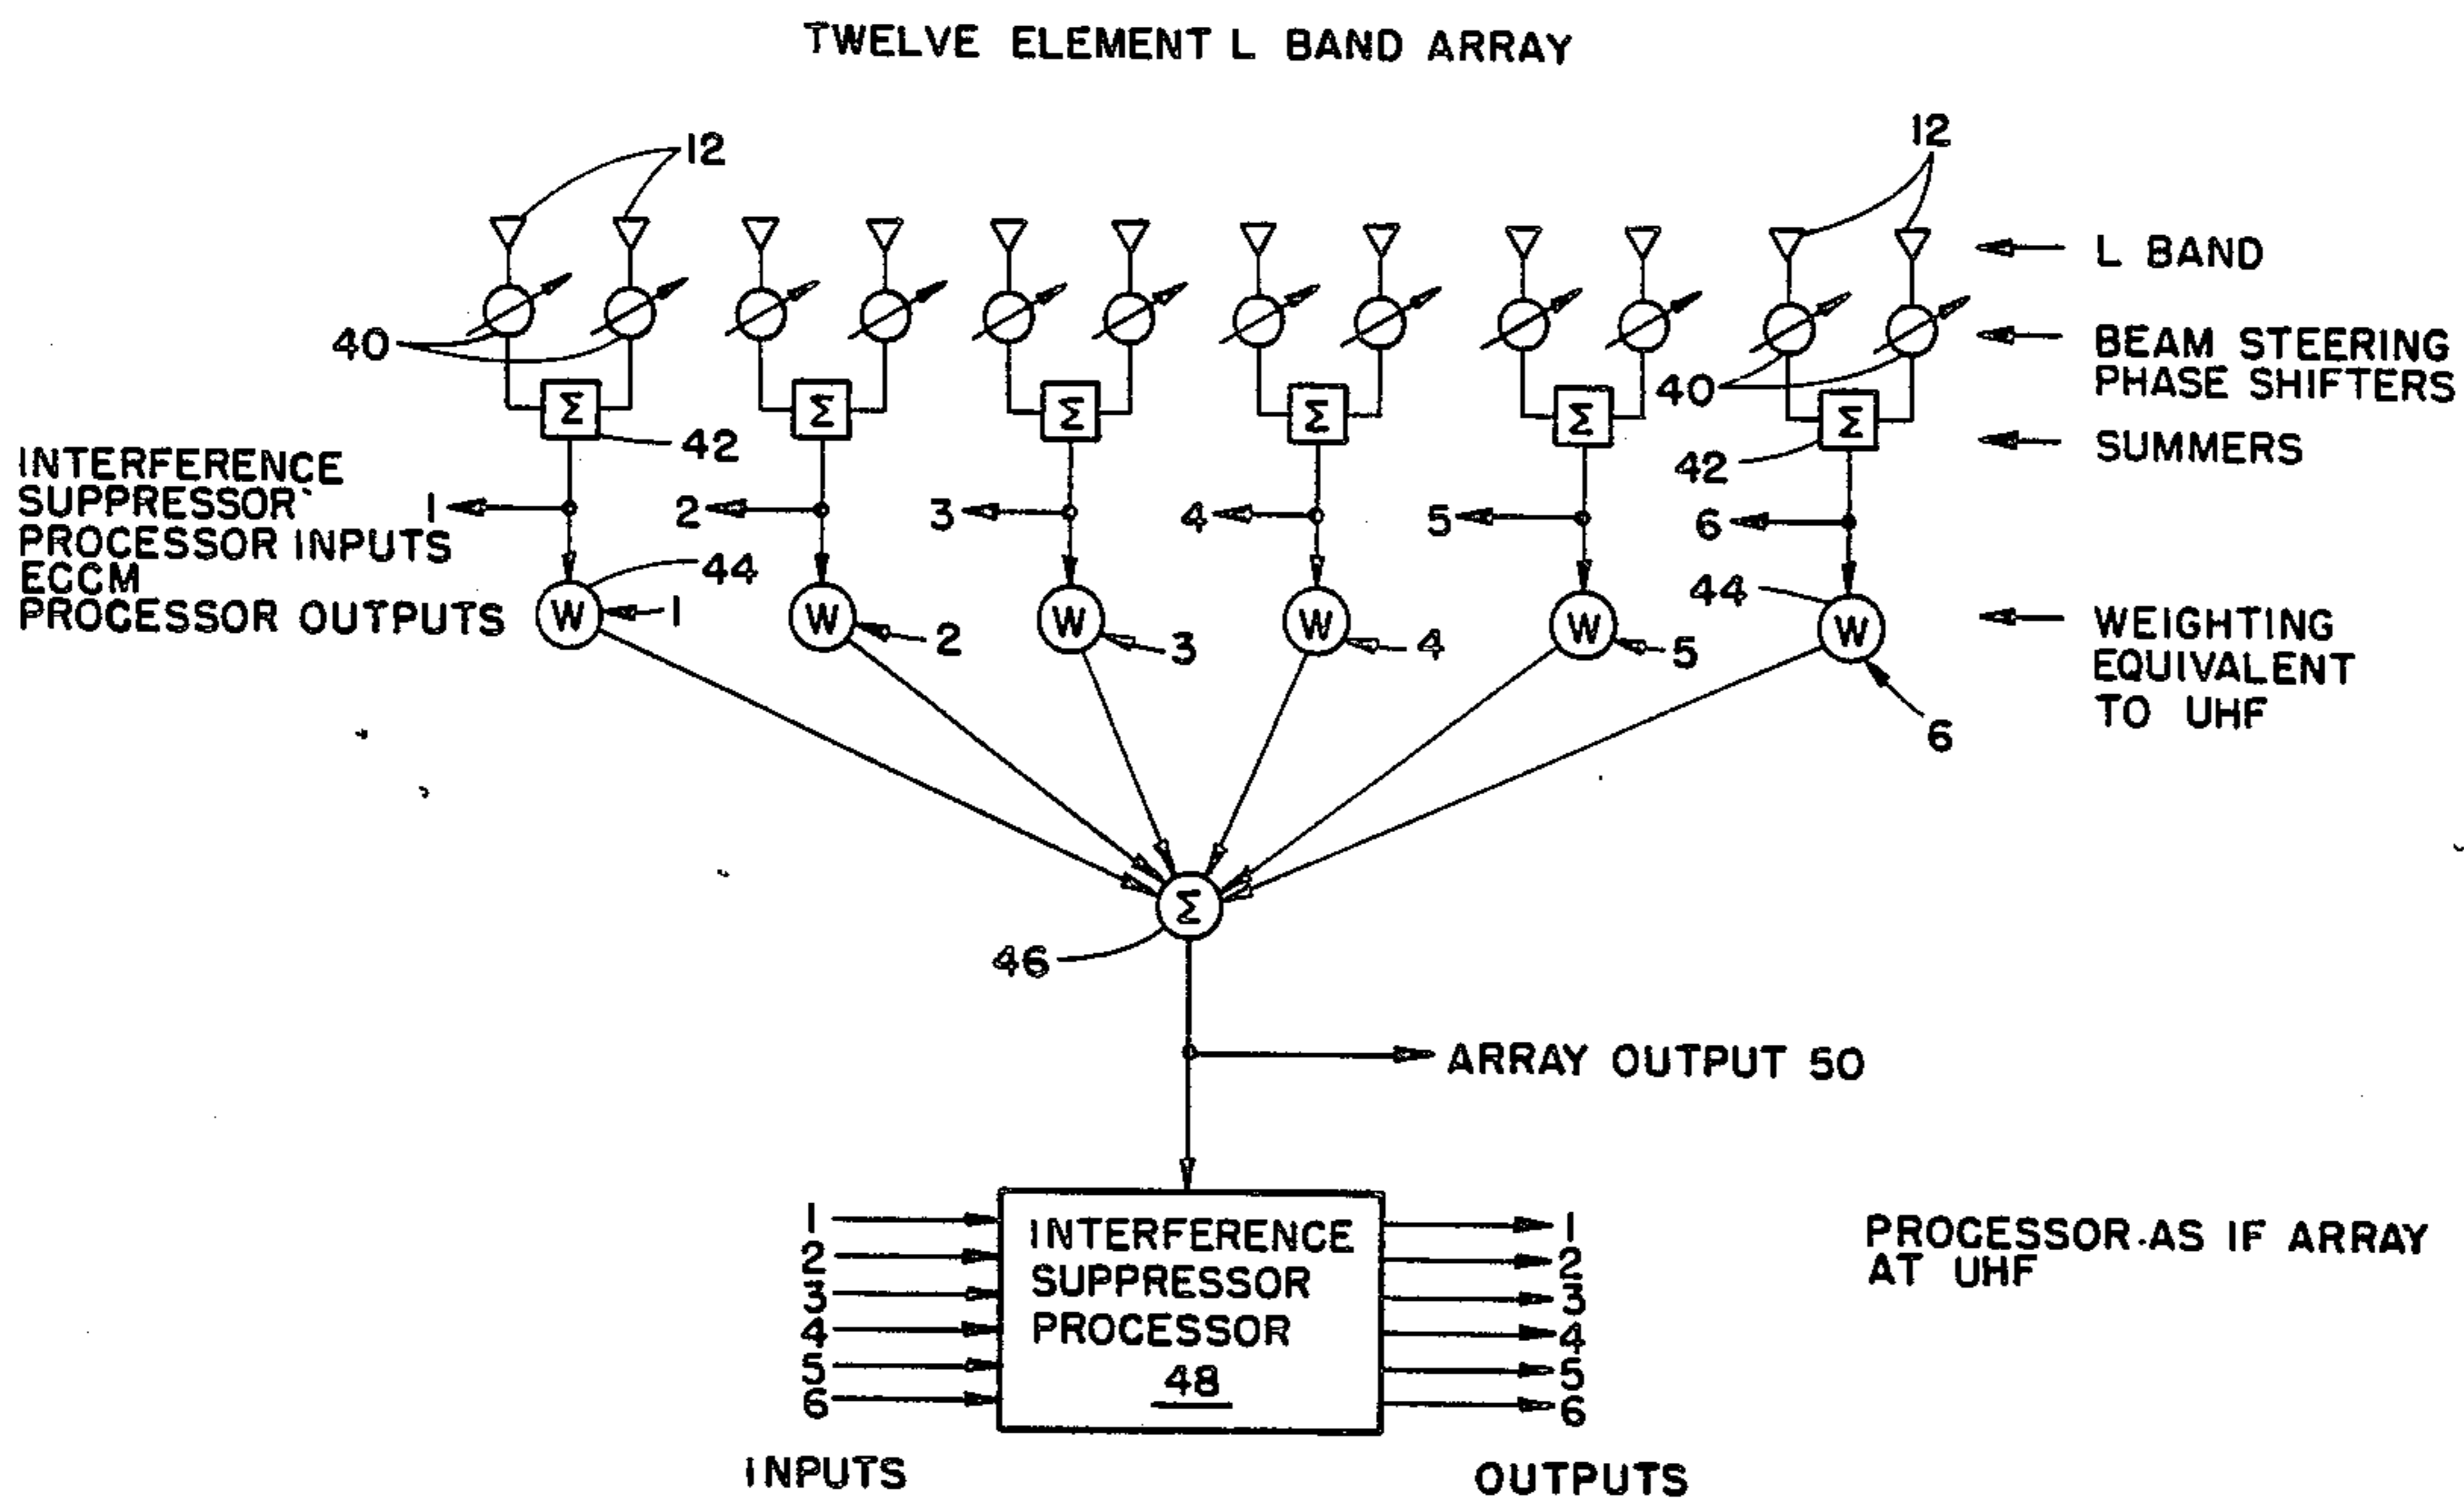 TWELVE ELEMENT L BAND ARRAY
12
12
L BAND
40
BEAM STEERING
PHASE SHIFTERS
40
Σ Σ Σ Σ Σ Σ
42
42
SUMMERS
INTERFERENCE
SUPPRESSOR
PROCESSOR INPUTS
ECCM
PROCESSOR OUTPUTS
1 2 3 4 5 6
44
44
W W W W W W
1 2 3 4 5 6
WEIGHTING
EQUIVALENT
TO UHF
Σ
46
ARRAY OUTPUT 50
1
2
3
4
5
6
INPUTS
INTERFERENCE
SUPPRESSOR
PROCESSOR
48
1
2
3
4
5
6
OUTPUTS
PROCESSOR AS IF ARRAY
AT UHF